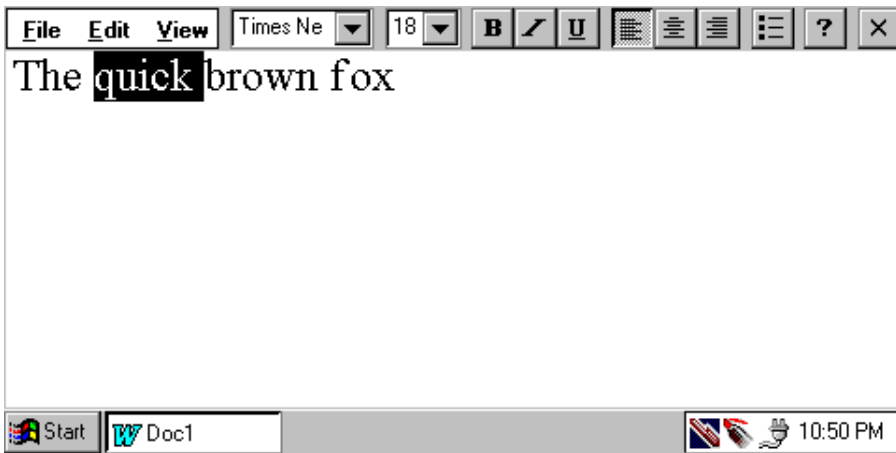 File Edit View Times Ne 18 B I U ? ×
The quick brown fox
Start W Doc1 10:50 PM